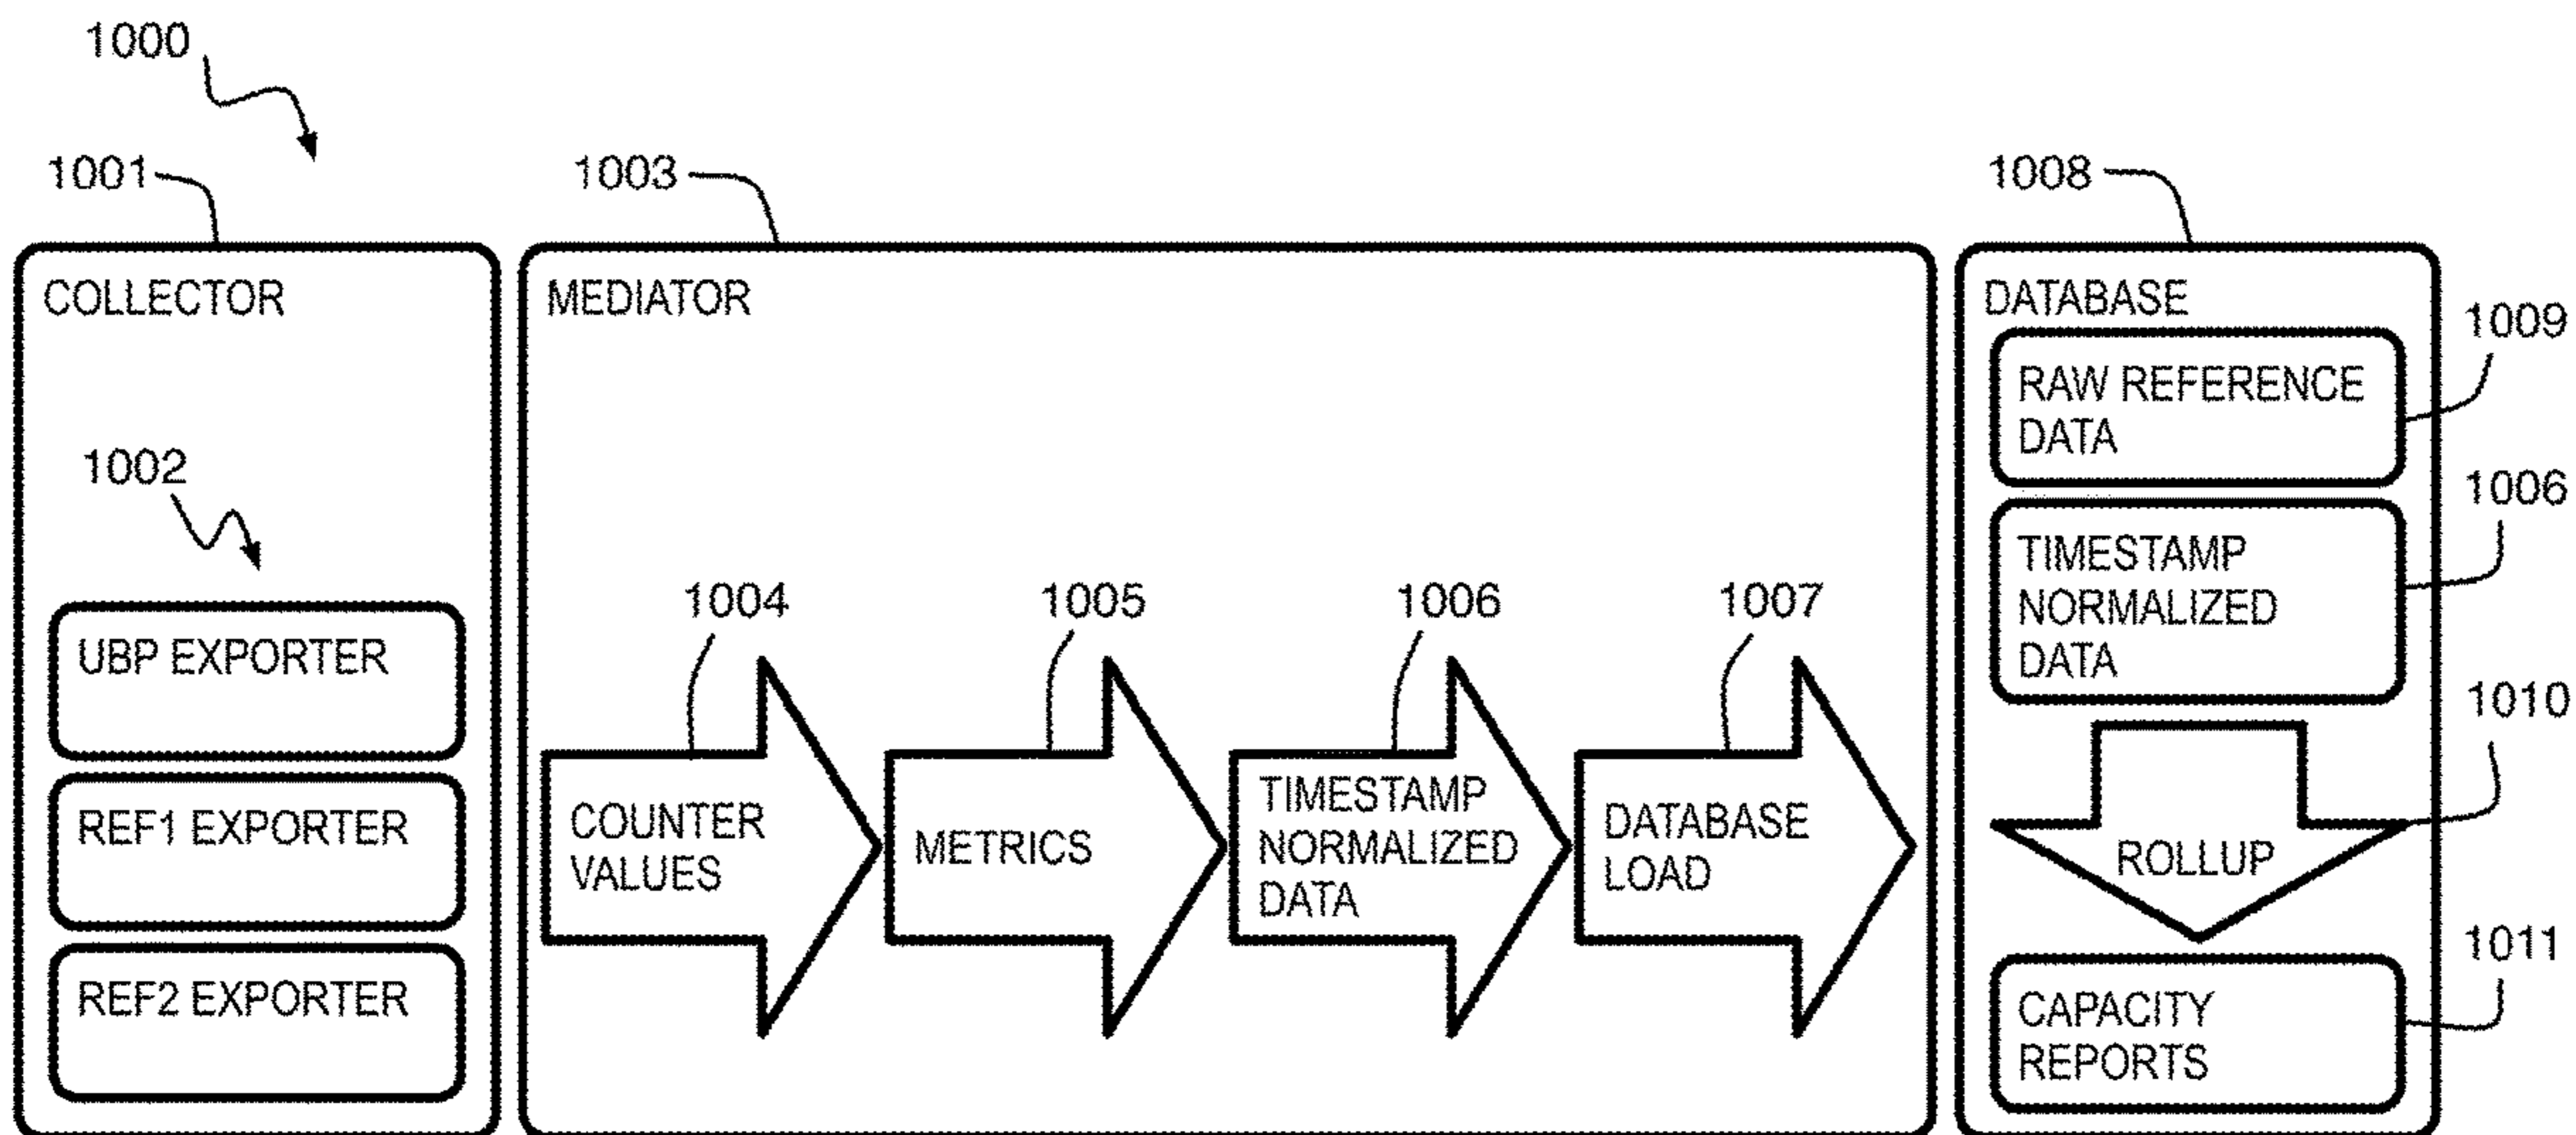 1000
1001
1003
1008
COLLECTOR
MEDIATOR
DATABASE
1009
RAW REFERENCE
DATA
1002
1006
TIMESTAMP
NORMALIZED
DATA
1004
1005
1006
1007
UBP EXPORTER
REF1 EXPORTER
REF2 EXPORTER
COUNTER
VALUES
METRICS
TIMESTAMP
NORMALIZED
DATA
DATABASE
LOAD
1010
ROLLUP
1011
CAPACITY
REPORTS